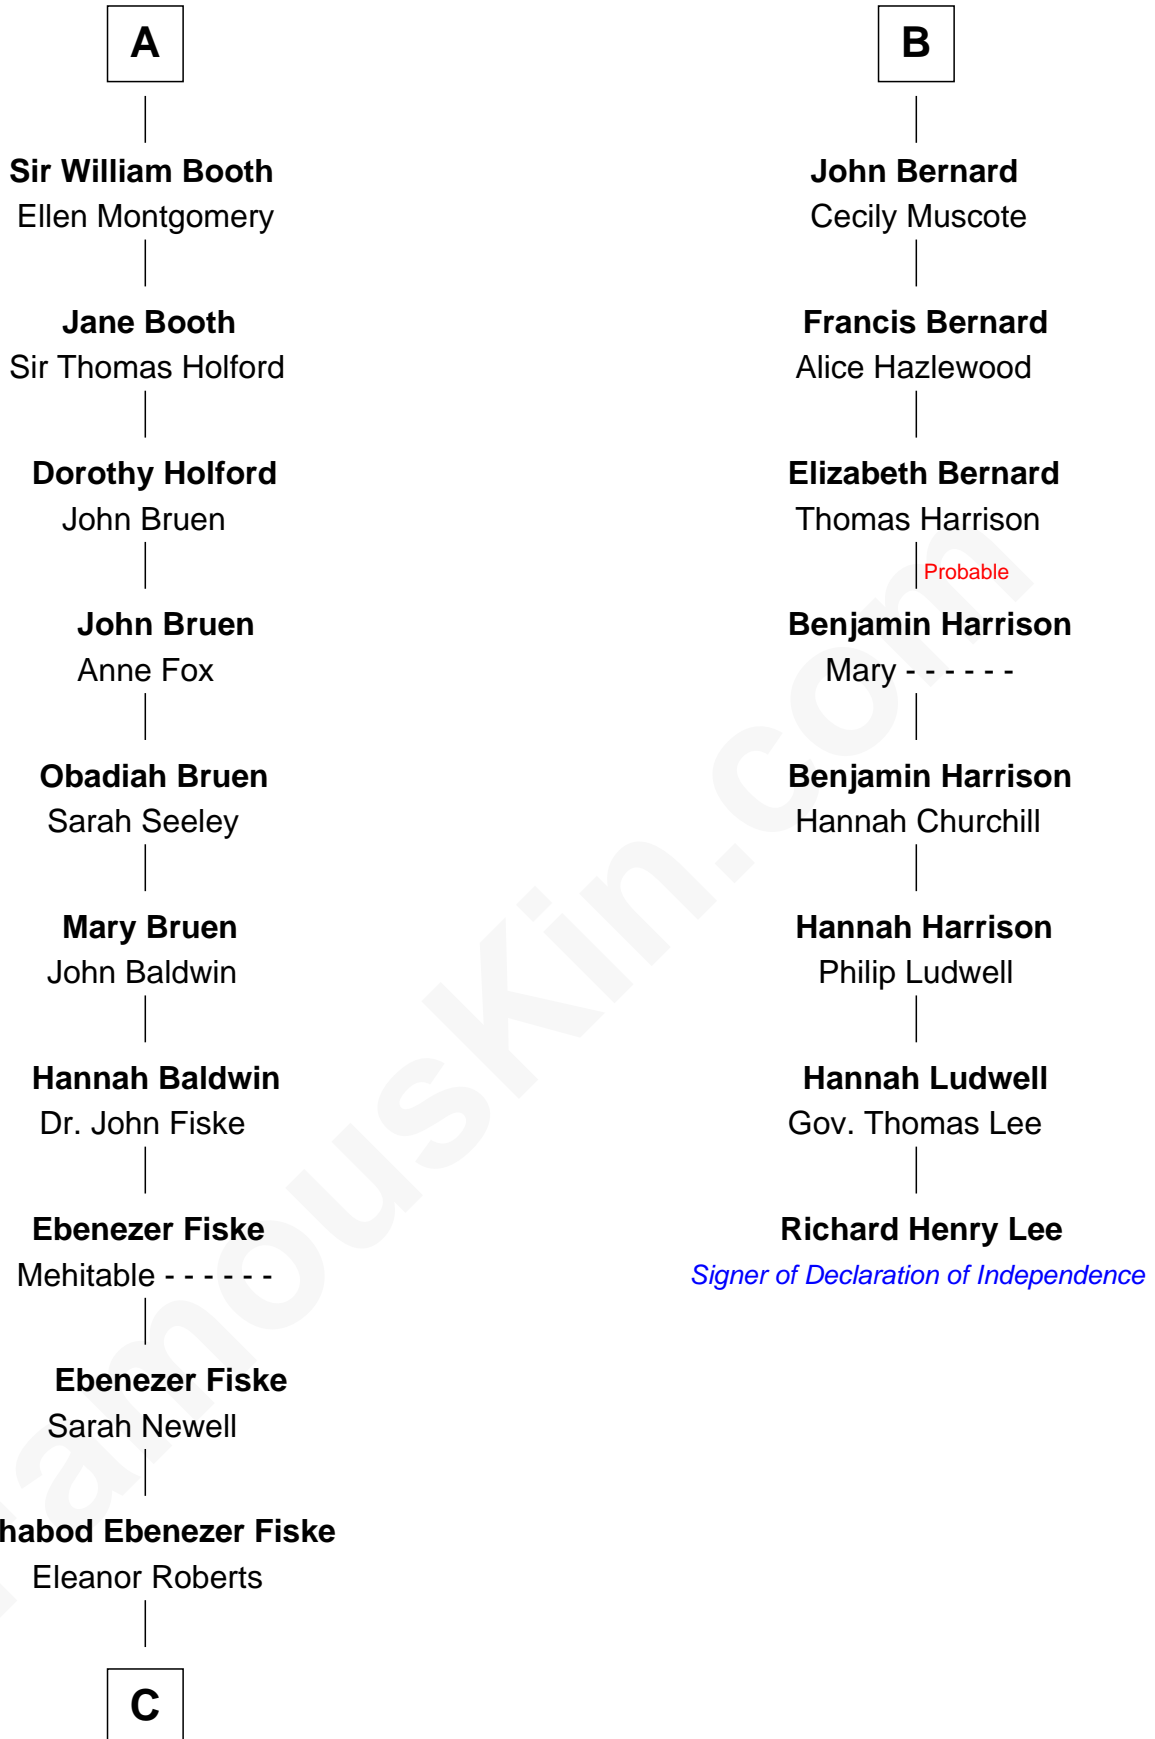 A
Sir William Booth
Ellen Montgomery
Jane Booth
Sir Thomas Holford
Dorothy Holford
John Bruen
John Bruen
Anne Fox
Obadiah Bruen
Sarah Seeley
Mary Bruen
John Baldwin
Hannah Baldwin
Dr. John Fiske
Ebenezer Fiske
Mehitable - - - - - -
Ebenezer Fiske
Sarah Newell
habod Ebenezer Fiske
Eleanor Roberts
C
B
John Bernard
Cecily Muscote
Francis Bernard
Alice Hazlewood
Elizabeth Bernard
Thomas Harrison
Probable
Benjamin Harrison
Mary - - - - - -
Benjamin Harrison
Hannah Churchill
Hannah Harrison
Philip Ludwell
Hannah Ludwell
Gov. Thomas Lee
Richard Henry Lee
Signer of Declaration of Independence
FamousKin.com